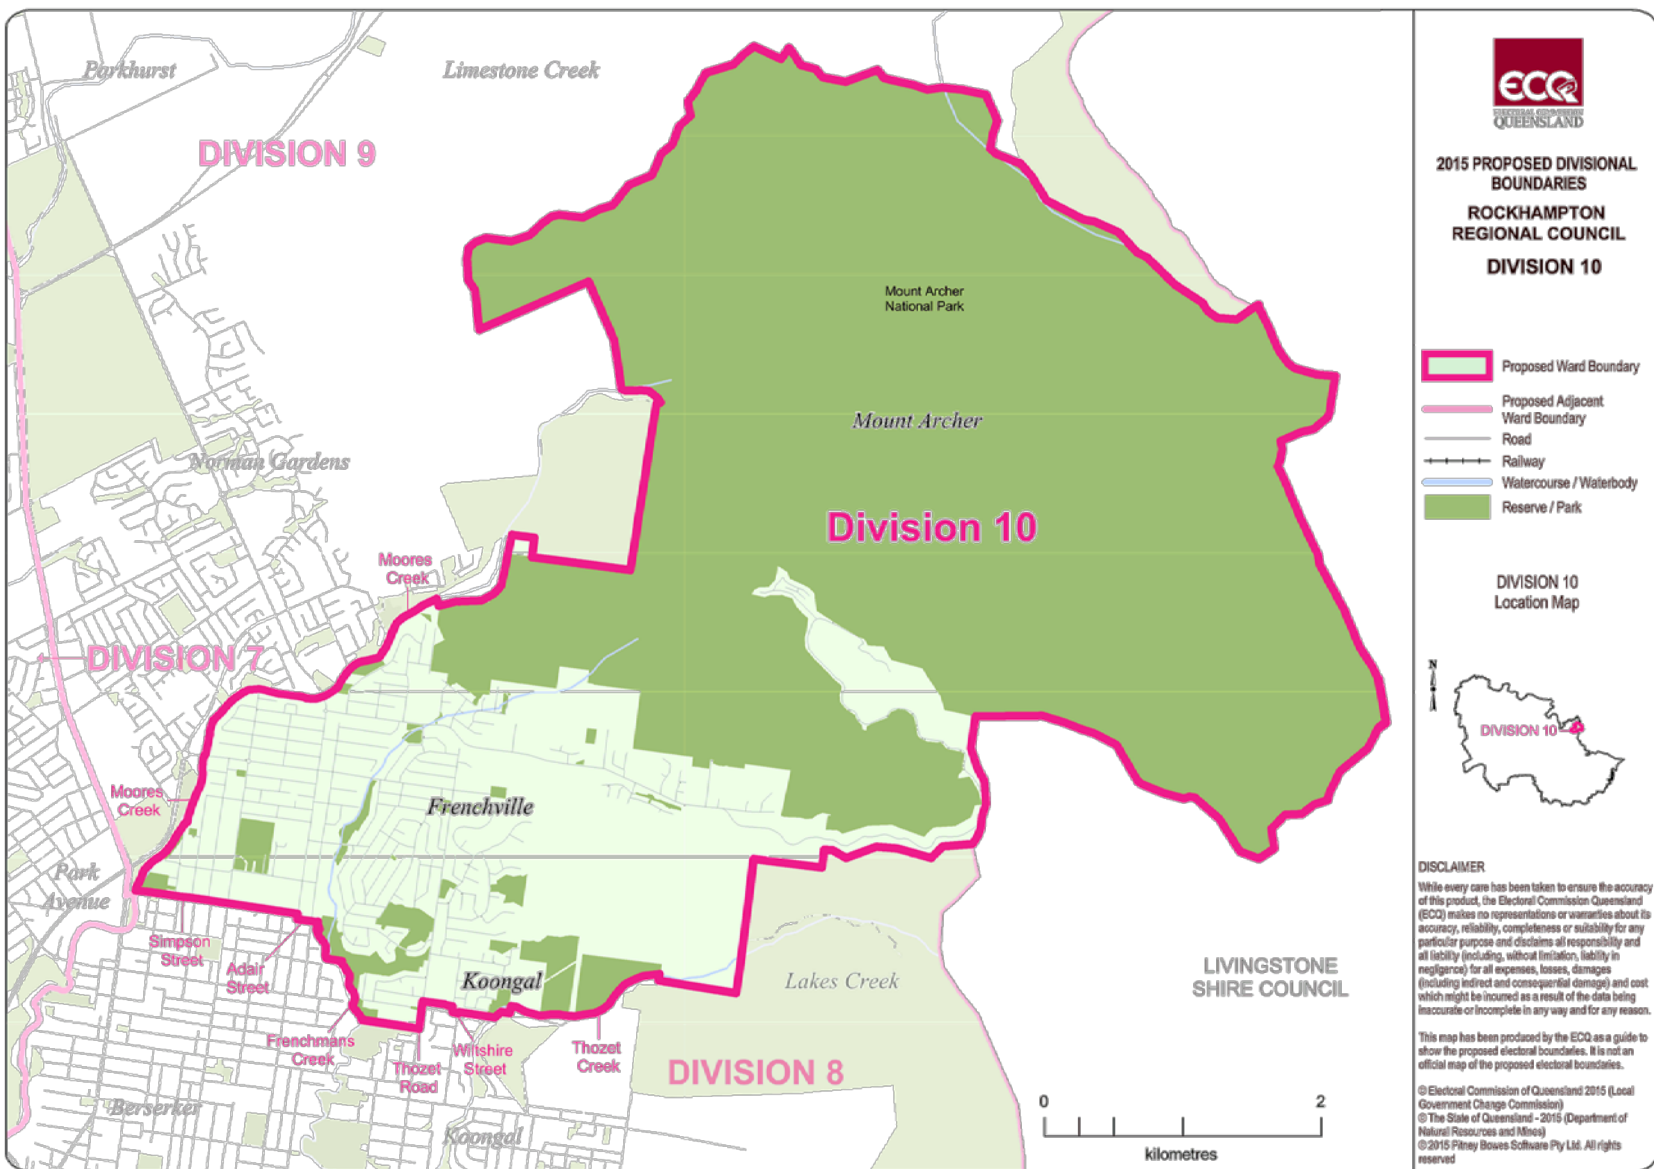 Parkhurst
Limestone Creek
DIVISION 9
Mount Archer
National Park
Mount Archer
Norman Gardens
Division 10
Moores
Creek
DIVISION 7
Moores
Creek
Frenchville
Park
Avenue
Simpson
Street
Adair
Street
Koongal
Lakes Creek
LIVINGSTONE
SHIRE COUNCIL
Frenchmans
Creek
Thozet
Road
Wiltshire
Street
Thozet
Creek
DIVISION 8
Berserker
Koongal
0 2
kilometres
ECQ
ELECTORAL COMMISSION
QUEENSLAND
2015 PROPOSED DIVISIONAL
BOUNDARIES
ROCKHAMPTON
REGIONAL COUNCIL
DIVISION 10
Proposed Ward Boundary
Proposed Adjacent
Ward Boundary
Road
Railway
Watercourse / Waterbody
Reserve / Park
DIVISION 10
Location Map
N
DIVISION 10
DISCLAIMER
While every care has been taken to ensure the accuracy
of this product, the Electoral Commission Queensland
(ECQ) makes no representations or warranties about its
accuracy, reliability, completeness or suitability for any
particular purpose and disclaims all responsibility and
all liability (including, without limitation, liability in
negligence) for all expenses, losses, damages
(including indirect and consequential damage) and cost
which might be incurred as a result of the data being
inaccurate or incomplete in any way and for any reason.
This map has been produced by the ECQ as a guide to
show the proposed electoral boundaries. It is not an
official map of the proposed electoral boundaries.
© Electoral Commission of Queensland 2015 (Local
Government Change Commission)
© The State of Queensland - 2015 (Department of
Natural Resources and Mines)
© 2015 Pitney Bowes Software Pty Ltd. All rights
reserved